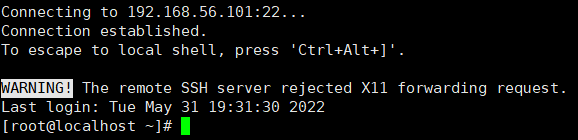 Connecting to 192.168.56.101:22...
Connection established.
To escape to local shell, press 'Ctrl+Alt+]'.
WARNING! The remote SSH server rejected X11 forwarding request.
Last login: Tue May 31 19:31:30 2022
[root@localhost ~]#